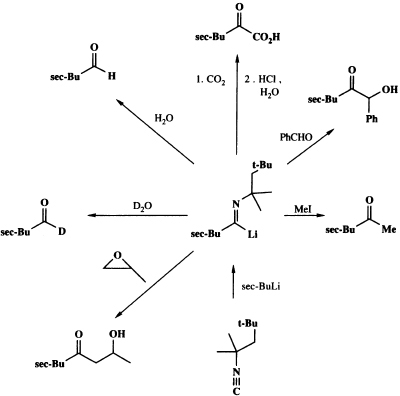 O
sec-Bu CO₂H
O
sec-Bu H
1. CO₂ 2. HCl,
H₂O
O OH
sec-Bu
Ph
H₂O
PhCHO
t-Bu
N
O
sec-Bu D
D₂O
sec-Bu Li
MeI
O
sec-Bu Me
O
sec-BuLi
O OH
sec-Bu
t-Bu
N
C